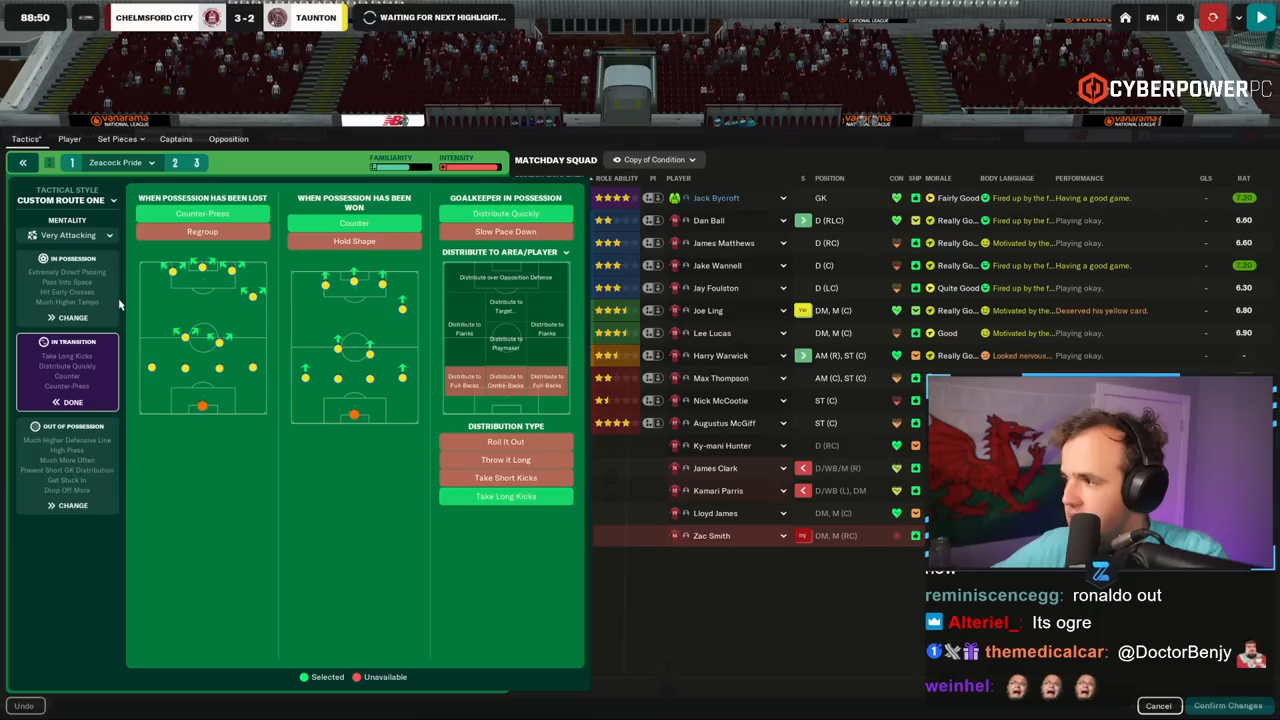 88:50
CHELMSFORD CITY
3-2
TAUNTON
WAITING FOR NEXT HIGHLIGHT...
FM
CYBERPOWERPC
vanarama
NATIONAL LEAGUE
vanarama
NATIONAL LEAGUE
vanarama
NATIONAL LEAGUE
Tactics*
Player
Set Pieces
Captains
Opposition
1
Zeacock Pride
2
3
FAMILIARITY
INTENSITY
MATCHDAY SQUAD
Copy of Condition
TACTICAL STYLE
CUSTOM ROUTE ONE
MENTALITY
Very Attacking
IN POSSESSION
Extremely Direct Passing
Pass Into Space
Hit Early Crosses
Much Higher Tempo
CHANGE
IN TRANSITION
Take Long Kicks
Distribute Quickly
Counter
Counter-Press
DONE
OUT OF POSSESSION
Much Higher Defensive Line
High Press
Much More Often
Prevent Short GK Distribution
Get Stuck In
Drop Off More
CHANGE
WHEN POSSESSION HAS BEEN LOST
Counter-Press
Regroup
WHEN POSSESSION HAS BEEN WON
Counter
Hold Shape
GOALKEEPER IN POSSESSION
Distribute Quickly
Slow Pace Down
DISTRIBUTE TO AREA/PLAYER
Distribute over Opposition Defense
Distribute to Target...
Distribute to Flanks
Distribute to Flanks
Distribute to Playmaker
Distribute to Full-Backs
Distribute to Centre-Backs
Distribute to Full-Backs
DISTRIBUTION TYPE
Roll It Out
Throw it Long
Take Short Kicks
Take Long Kicks
Selected
Unavailable
ROLE ABILITY PI PLAYER S POSITION CON SHP MORALE BODY LANGUAGE PERFORMANCE GLS RAT
Jack Bycroft GK Fairly Good Fired up by the f... Having a good game. - 7.20
Dan Ball D (RLC) Really Go... Fired up by the f... Playing okay. - 6.60
James Matthews D (RC) Really Go... Motivated by the... Playing okay. - 6.60
Jake Wannell D (C) Really Go... Fired up by the f... Having a good game. - 7.20
Jay Foulston D (LC) Quite Good Fired up by the f... Playing okay. - 6.30
Joe Ling Yel DM, M (C) Really Go... Motivated by the... Deserved his yellow card. - 6.80
Lee Lucas DM, M (C) Good Motivated by the... Playing okay. - 6.90
Harry Warwick AM (R), ST (C) Really Go... Looked nervous... Playing okay. - -
Max Thompson AM (C), ST (C)
Nick McCootie ST (C)
Augustus McGiff ST (C)
Ky-mani Hunter D (RC)
James Clark D/WB/M (R)
Kamari Parris D/WB (L), DM
Lloyd James DM, M (C)
Zac Smith Inj DM, M (RC)
reminiscencegg: ronaldo out
Alteriel_: Its ogre
themedicalcar: @DoctorBenjy
weinhel:
Undo
Cancel
Confirm Changes